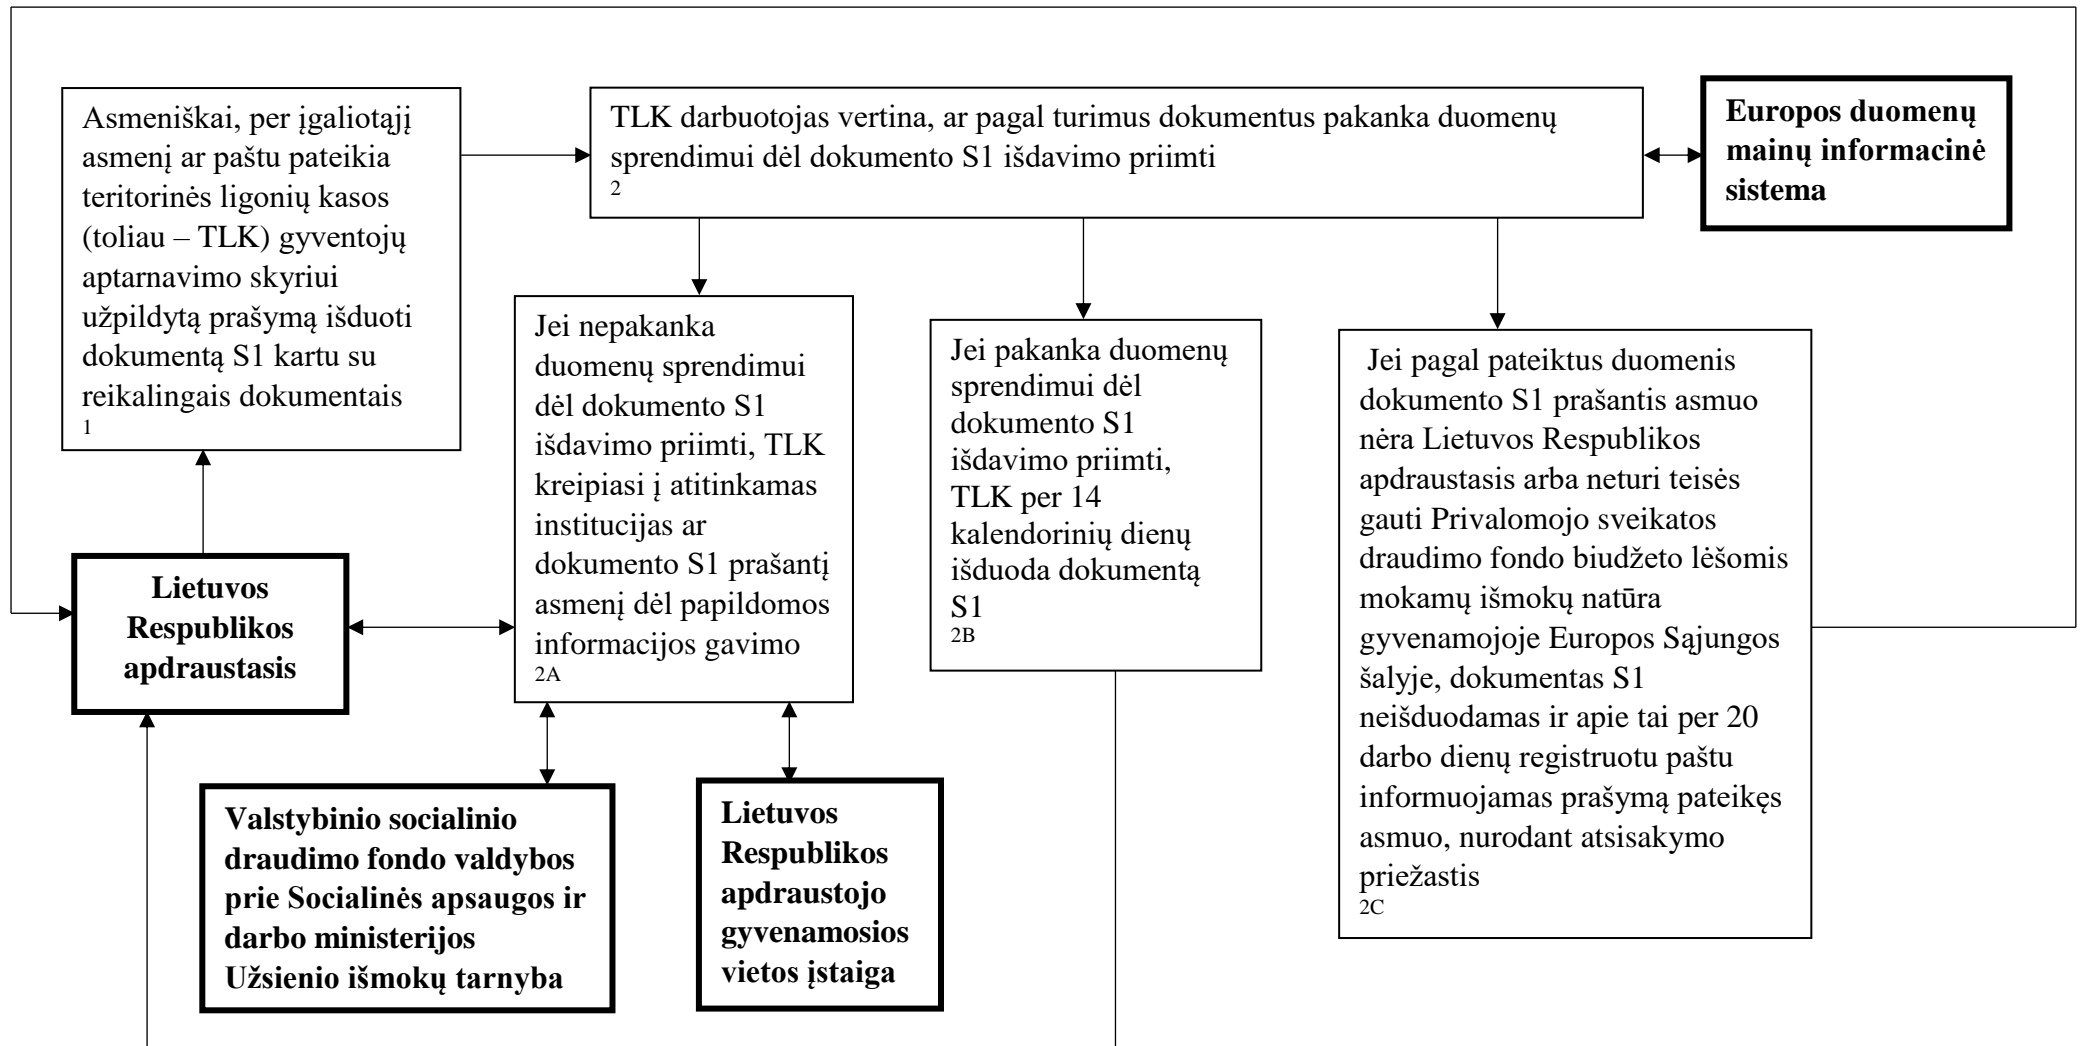 Asmeniškai, per įgaliotąjį
asmenį ar paštu pateikia
teritorinės ligonių kasos
(toliau – TLK) gyventojų
aptarnavimo skyriui
užpildytą prašymą išduoti
dokumentą S1 kartu su
reikalingais dokumentais
1
TLK darbuotojas vertina, ar pagal turimus dokumentus pakanka duomenų
sprendimui dėl dokumento S1 išdavimo priimti
2
Europos duomenų
mainų informacinė
sistema
Jei nepakanka
duomenų sprendimui
dėl dokumento S1
išdavimo priimti, TLK
kreipiasi į atitinkamas
institucijas ar
dokumento S1 prašantį
asmenį dėl papildomos
informacijos gavimo
2A
Jei pakanka duomenų
sprendimui dėl
dokumento S1
išdavimo priimti,
TLK per 14
kalendorinių dienų
išduoda dokumentą
S1
2B
Jei pagal pateiktus duomenis
dokumento S1 prašantis asmuo
nėra Lietuvos Respublikos
apdraustasis arba neturi teisės
gauti Privalomojo sveikatos
draudimo fondo biudžeto lėšomis
mokamų išmokų natūra
gyvenamojoje Europos Sąjungos
šalyje, dokumentas S1
neišduodamas ir apie tai per 20
darbo dienų registruotu paštu
informuojamas prašymą pateikęs
asmuo, nurodant atsisakymo
priežastis
2C
Lietuvos
Respublikos
apdraustasis
Valstybinio socialinio
draudimo fondo valdybos
prie Socialinės apsaugos ir
darbo ministerijos
Užsienio išmokų tarnyba
Lietuvos
Respublikos
apdraustojo
gyvenamosios
vietos įstaiga